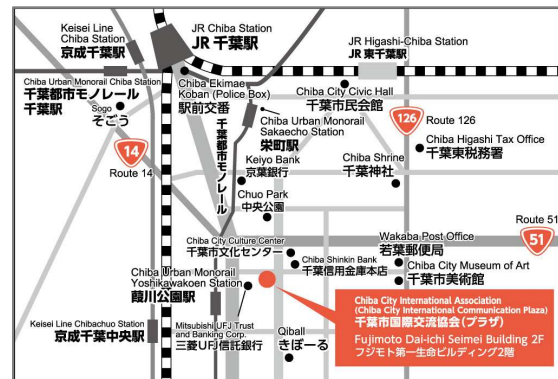 Keisei Line
Chiba Station
京成千葉駅
JR Chiba Station
JR 千葉駅
JR Higashi-Chiba Station
JR 東千葉駅
Chiba Urban Monorail Chiba Station
千葉都市モノレール
千葉駅
Sogo
そごう
Chiba Ekimae
Koban (Police Box)
駅前交番
Chiba City Civic Hall
千葉市民会館
126
Route 126
千葉都市モノレール
Chiba Urban Monorail
Sakaecho Station
栄町駅
Chiba Higashi Tax Office
千葉東税務署
14
Route 14
Keiyo Bank
京葉銀行
Chiba Shrine
千葉神社
Chuo Park
中央公園
Route 51
51
Chiba City Culture Center
千葉市文化センター
Wakaba Post Office
若葉郵便局
Chiba Shinkin Bank
千葉信用金庫本店
Chiba City Museum of Art
千葉市美術館
Chiba Urban Monorail
Yoshikawakoen Station
葭川公園駅
Chiba City International Association
(Chiba City International Communication Plaza)
千葉市国際交流協会(プラザ)
Fujimoto Dai-ichi Seimei Building 2F
フジモト第一生命ビルディング2階
Keisei Line Chibachuo Station
京成千葉中央駅
Mitsubishi UFJ Trust
and Banking Corp.
三菱UFJ信託銀行
Qiball
きぼーる